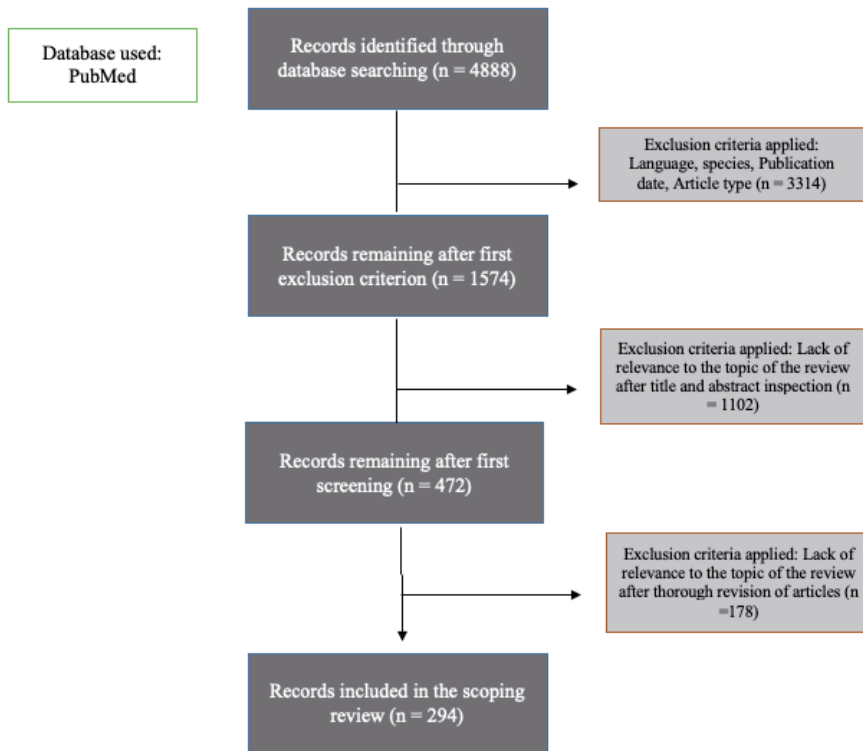 Database used:
PubMed
Records identified through
database searching (n = 4888)
Exclusion criteria applied:
Language, species, Publication
date, Article type (n = 3314)
Records remaining after first
exclusion criterion (n = 1574)
Exclusion criteria applied: Lack of
relevance to the topic of the review
after title and abstract inspection (n
= 1102)
Records remaining after first
screening (n = 472)
Exclusion criteria applied: Lack of
relevance to the topic of the review
after thorough revision of articles (n
=178)
Records included in the scoping
review (n = 294)